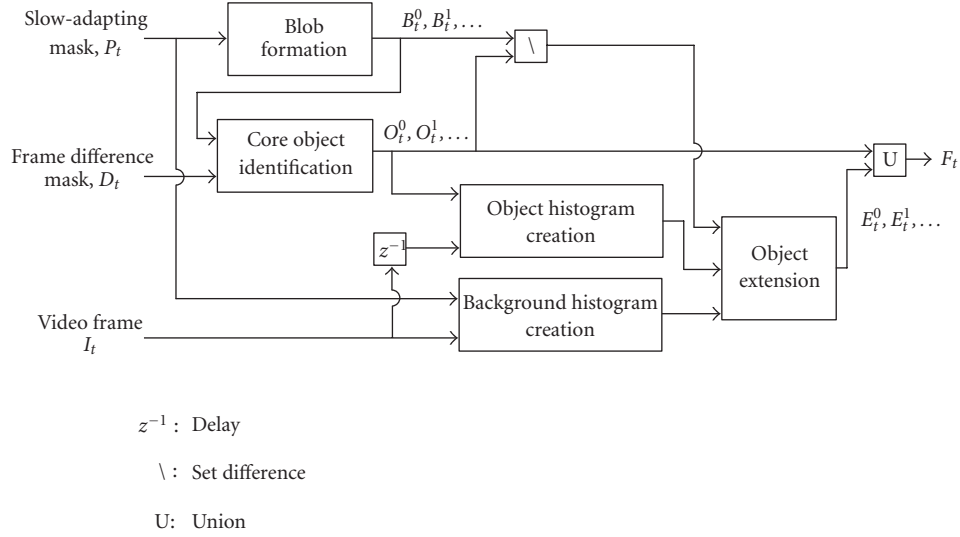 Slow-adapting
mask, P_t
Blob
formation
B_t^0, B_t^1, . . .
\
Frame difference
mask, D_t
Core object
identification
O_t^0, O_t^1, . . .
U
F_t
E_t^0, E_t^1, . . .
Object histogram
creation
z^{-1}
Object
extension
Background histogram
creation
Video frame
I_t
z^{-1} : Delay
\ : Set difference
U: Union